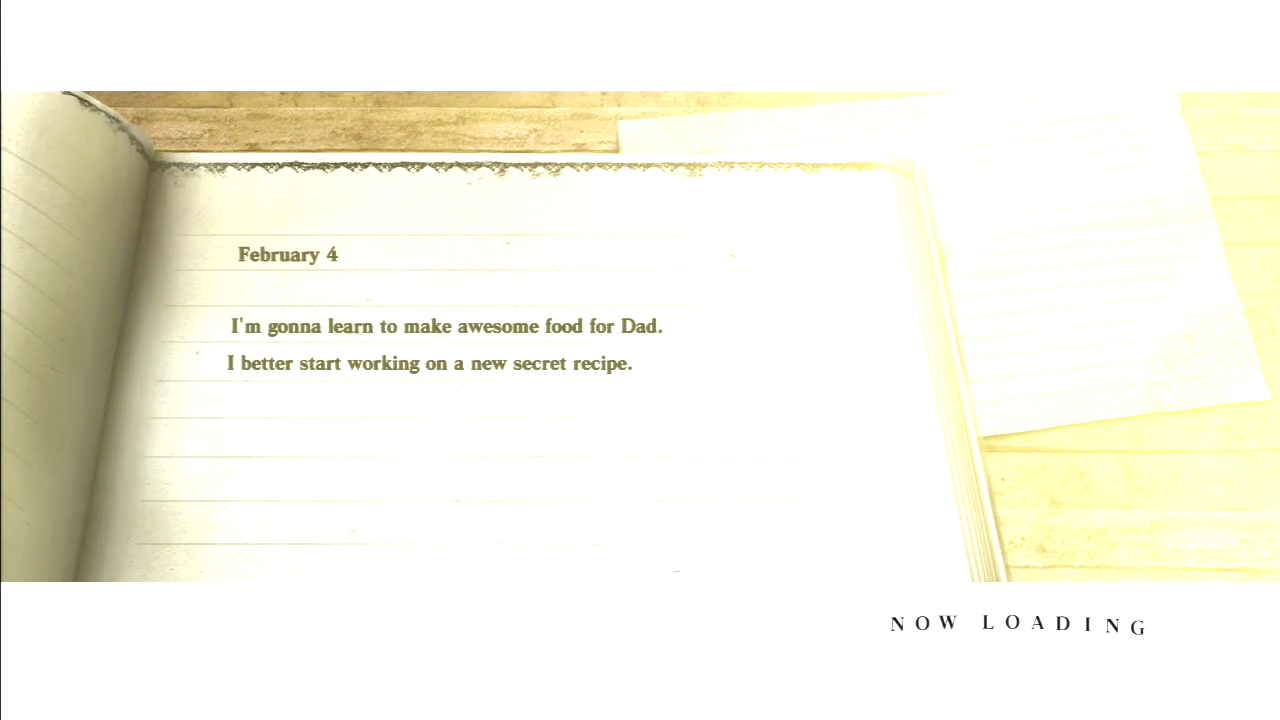 February 4
I'm gonna learn to make awesome food for Dad.
I better start working on a new secret recipe.
NOW LOADING